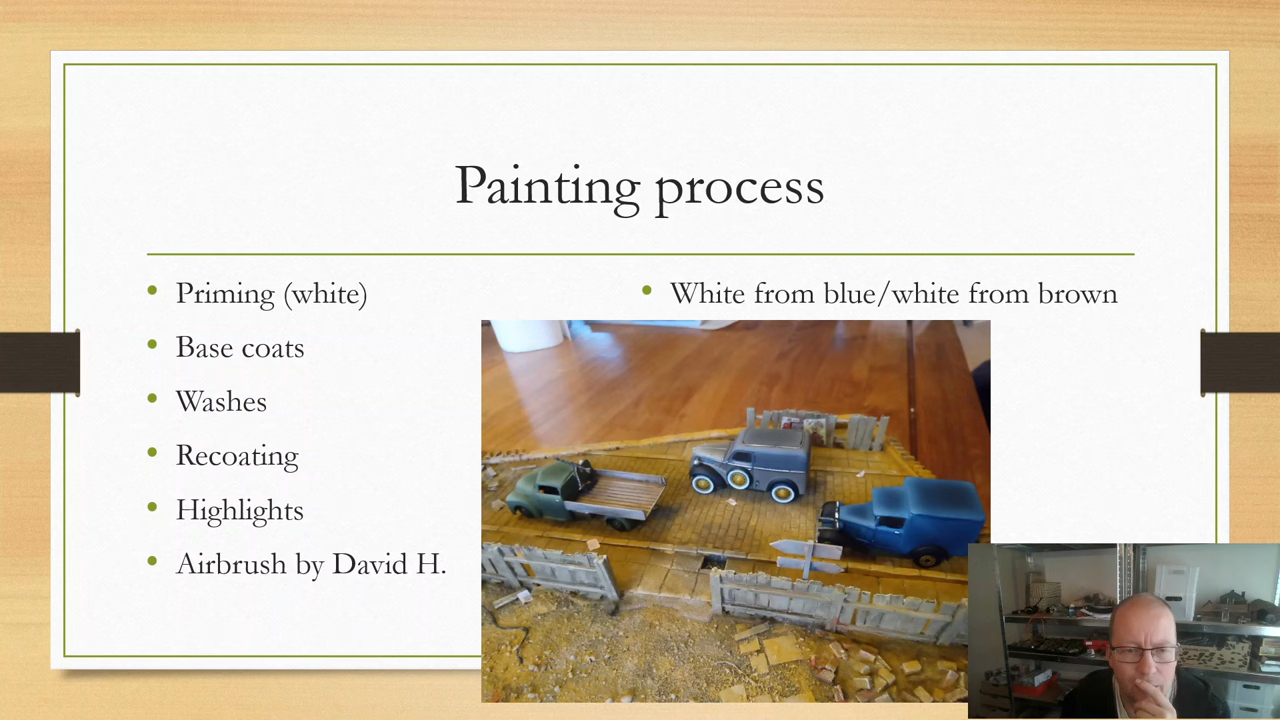 Painting process
Priming (white)
Base coats
Washes
Recoating
Highlights
Airbrush by David H.
White from blue/white from brown